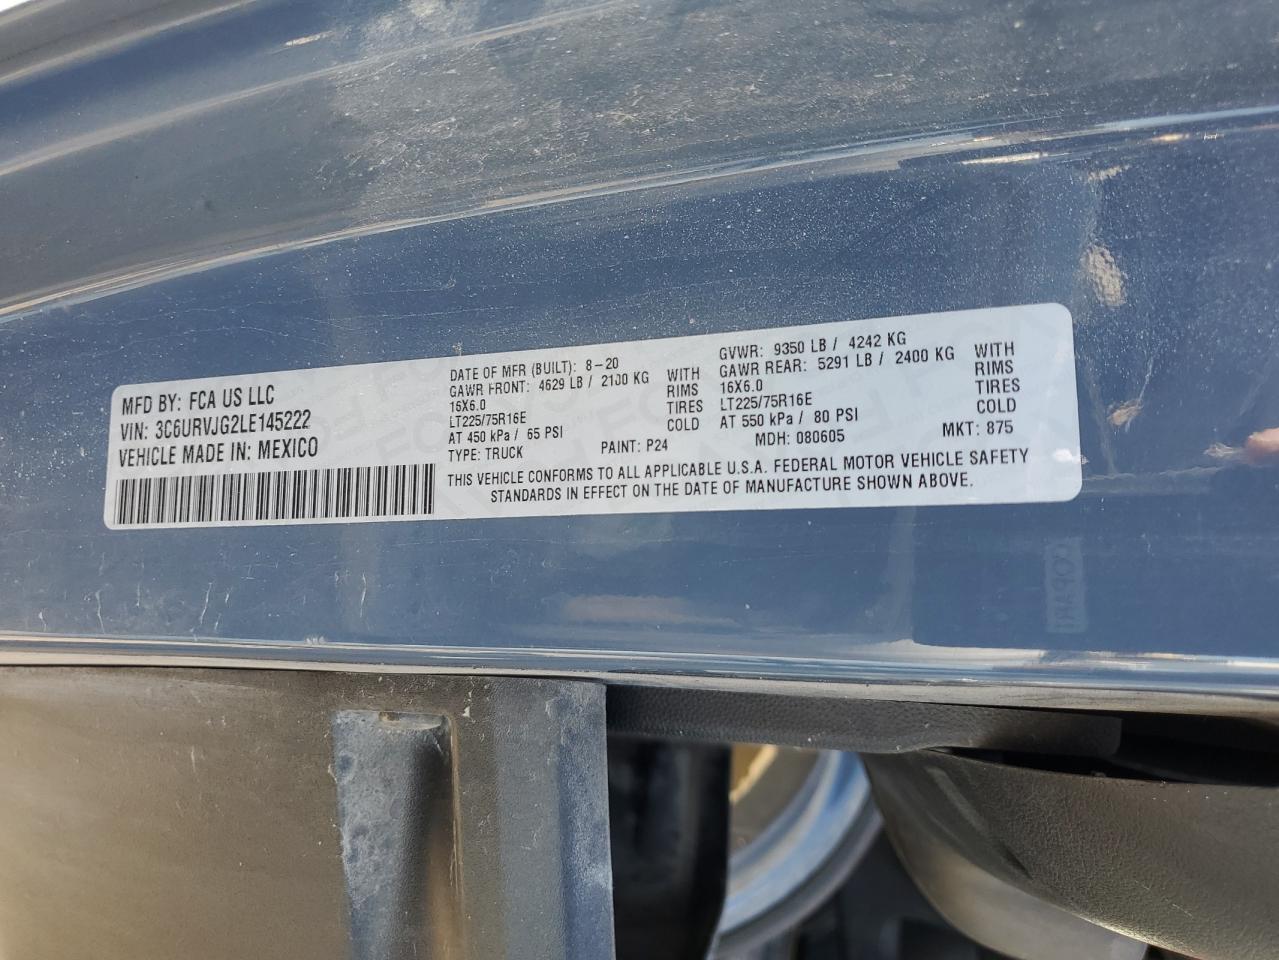 MFD BY: FCA US LLC
VIN: 3C6URVJG2LE145222
VEHICLE MADE IN: MEXICO
DATE OF MFR (BUILT): 8-20
GAWR FRONT: 4629 LB / 2100 KG WITH
16X6.0 RIMS
LT225/75R16E TIRES
AT 450 kPa / 65 PSI COLD
TYPE: TRUCK PAINT: P24
GVWR: 9350 LB / 4242 KG
GAWR REAR: 5291 LB / 2400 KG WITH
16X6.0 RIMS
LT225/75R16E TIRES
AT 550 kPa / 80 PSI COLD
MDH: 080605 MKT: 875
THIS VEHICLE CONFORMS TO ALL APPLICABLE U.S.A. FEDERAL MOTOR VEHICLE SAFETY
STANDARDS IN EFFECT ON THE DATE OF MANUFACTURE SHOWN ABOVE.